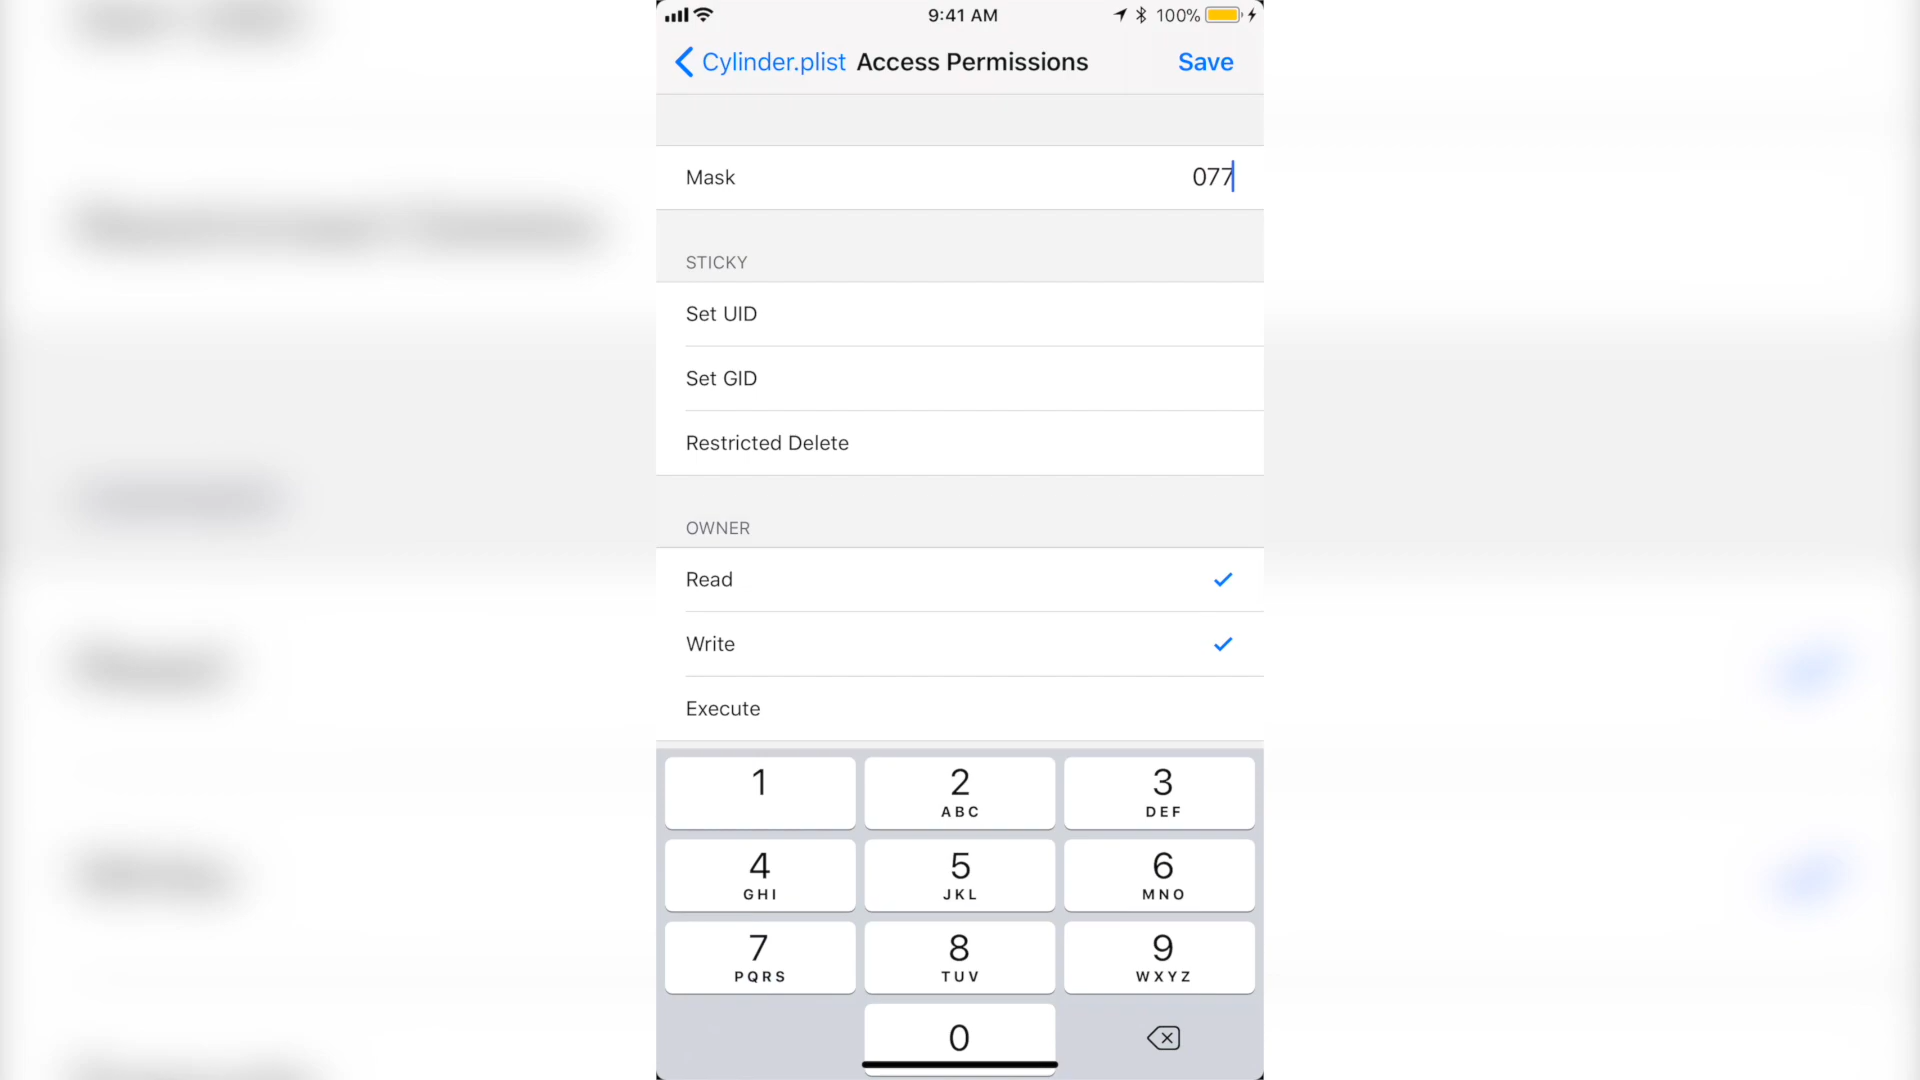 9:41 AM 100%
Cylinder.plist Access Permissions Save
Mask 077
STICKY
Set UID
Set GID
Restricted Delete
OWNER
Read
Write
Execute
1 2 3
ABC DEF
4 5 6
GHI JKL MNO
7 8 9
PQRS TUV WXYZ
0